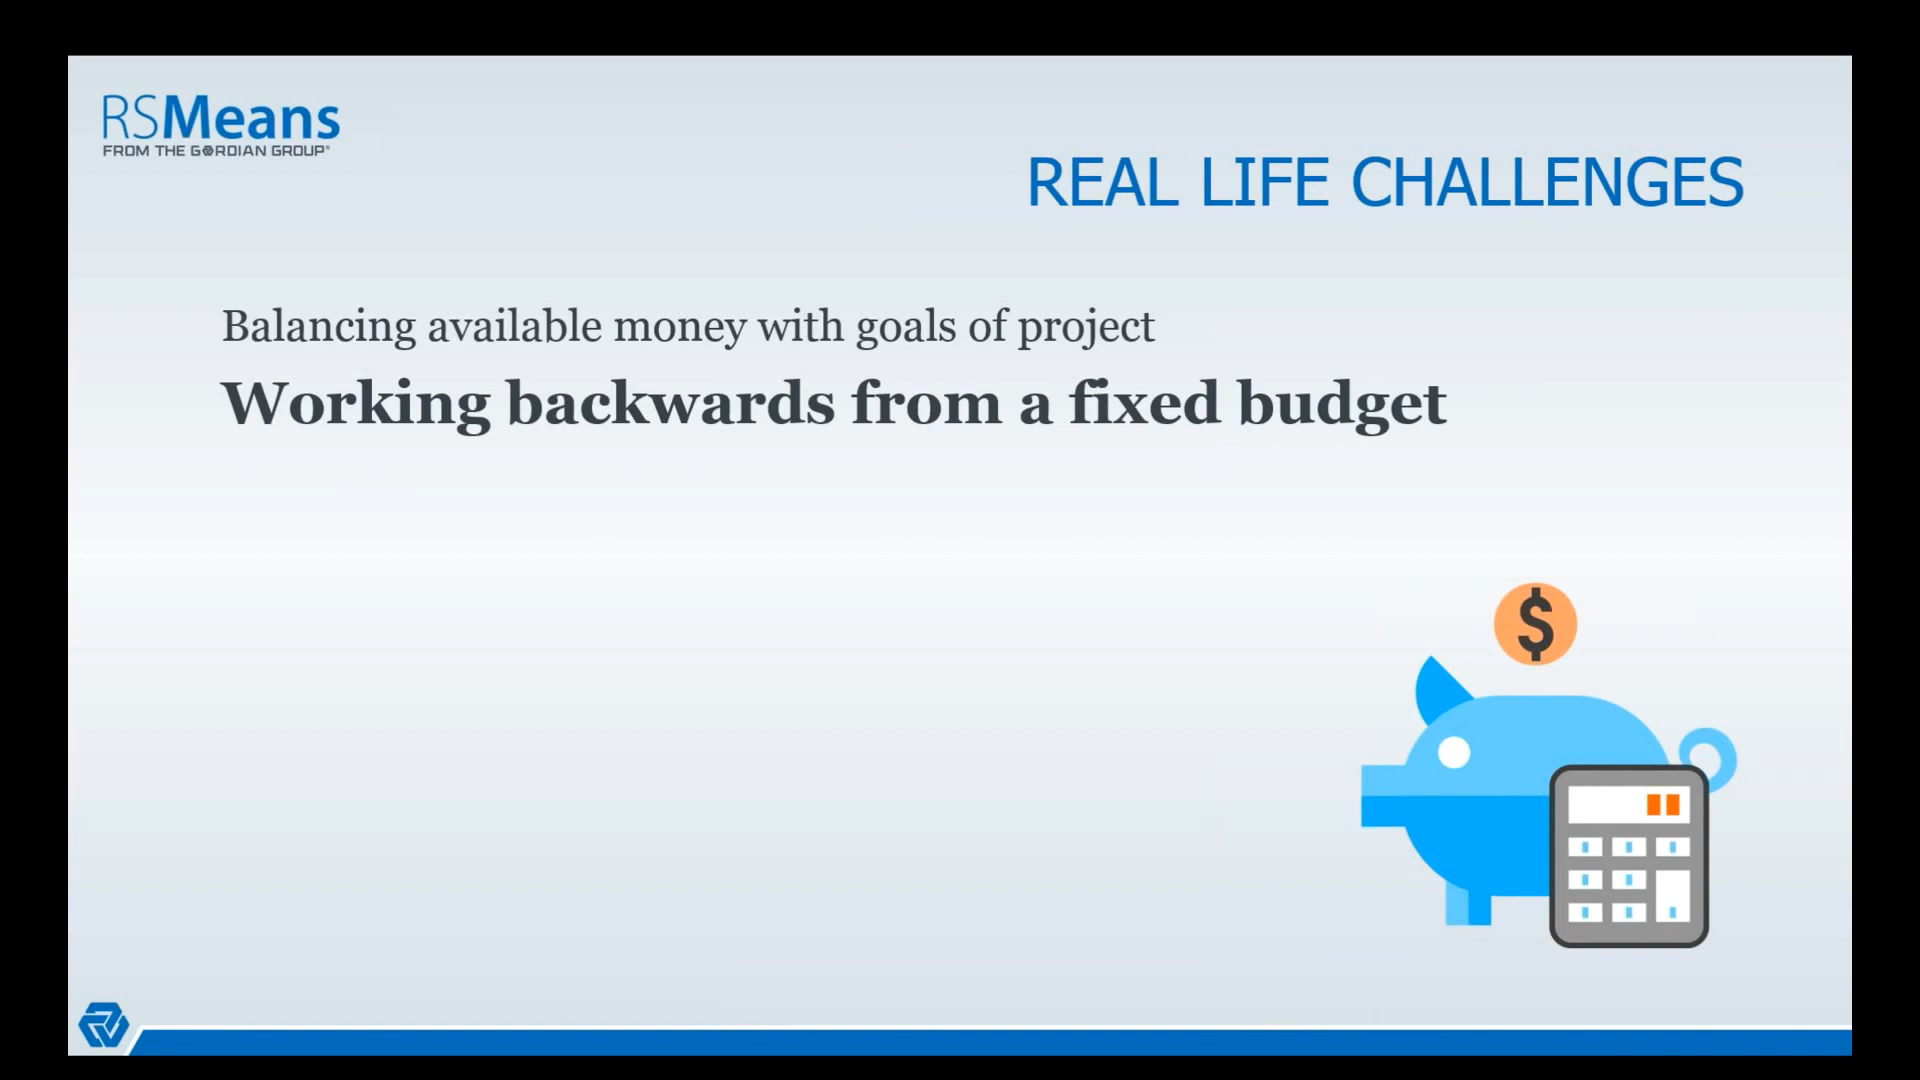 RSMeans
FROM THE GORDIAN GROUP®
REAL LIFE CHALLENGES
Balancing available money with goals of project
Working backwards from a fixed budget
$